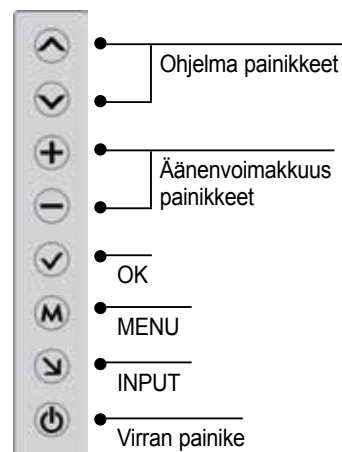 Ohjelma painikkeet
Äänenvoimakkuus
painikkeet
OK
M
MENU
INPUT
Virran painike